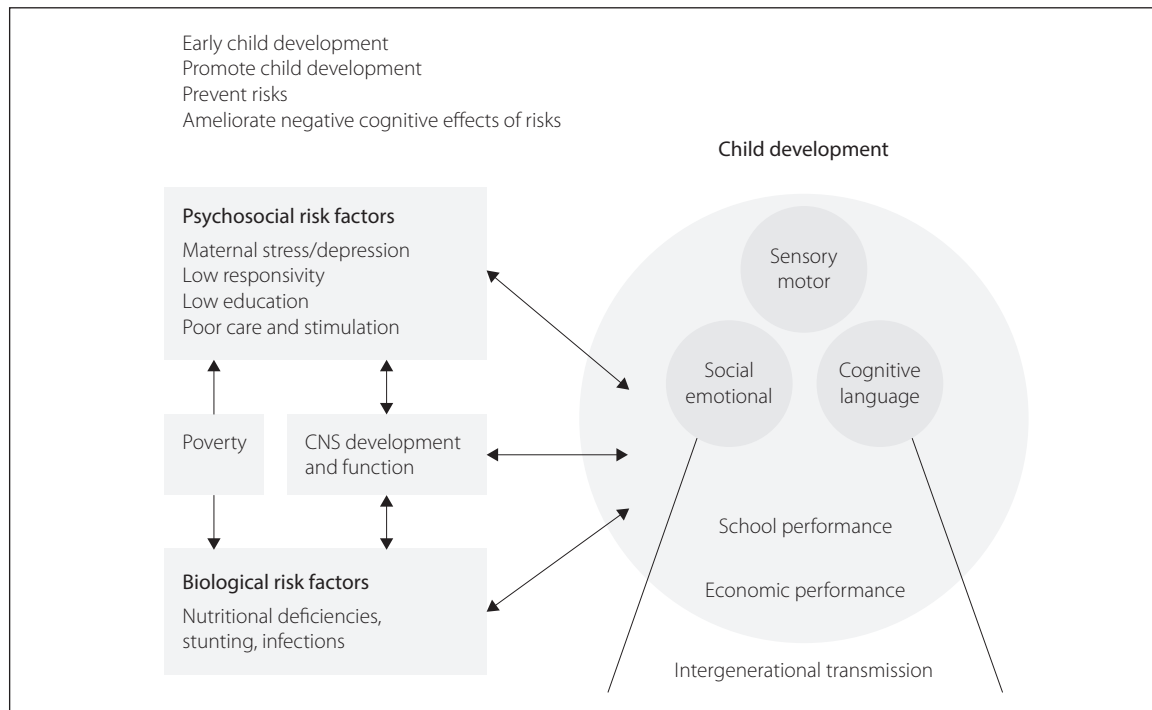 Early child development
Promote child development
Prevent risks
Ameliorate negative cognitive effects of risks
Child development
Psychosocial risk factors
Maternal stress/depression
Low responsivity
Low education
Poor care and stimulation
Poverty
CNS development
and function
Biological risk factors
Nutritional deficiencies,
stunting, infections
Sensory
motor
Social
emotional
Cognitive
language
School performance
Economic performance
Intergenerational transmission